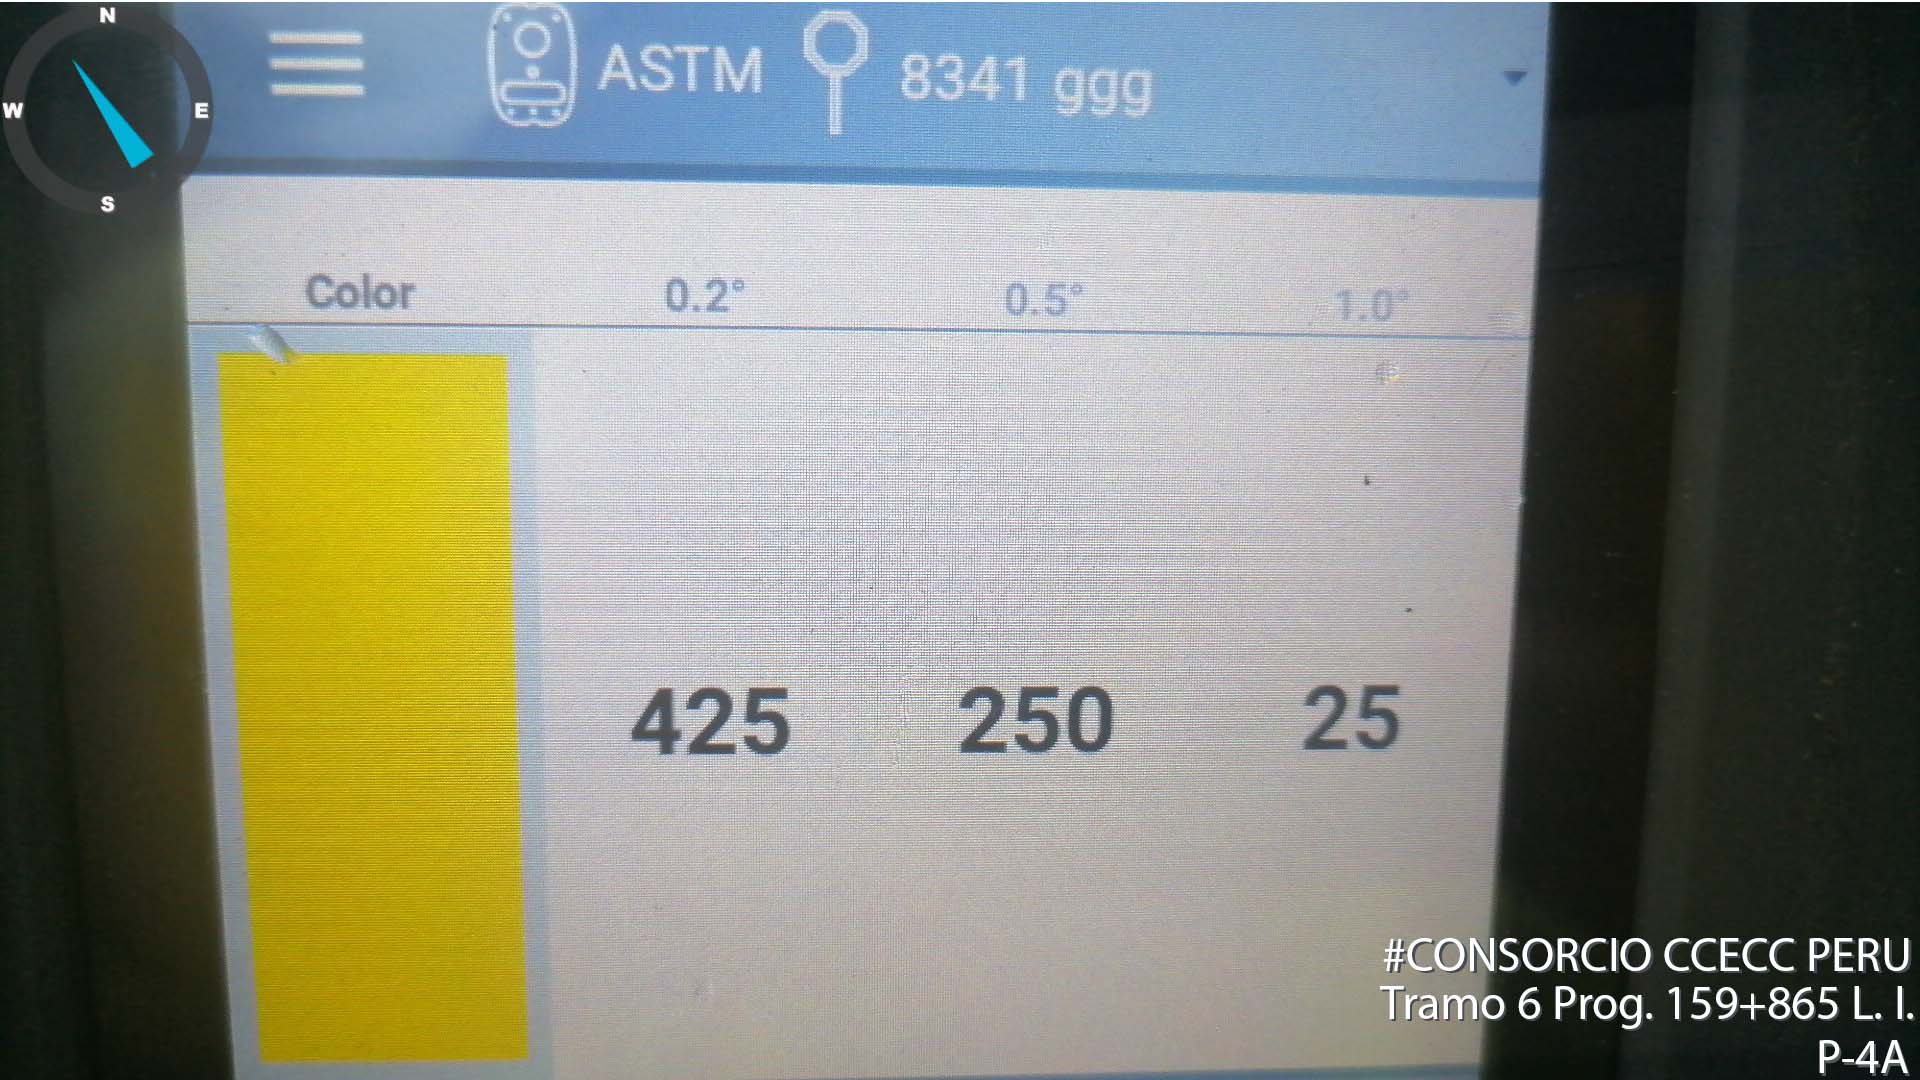 N
W E
S
ASTM 8341 ggg
Color 0.2° 0.5° 1.0°
425 250 25
#CONSORCIO CCECC PERU
Tramo 6 Prog. 159+865 L. I.
P-4A